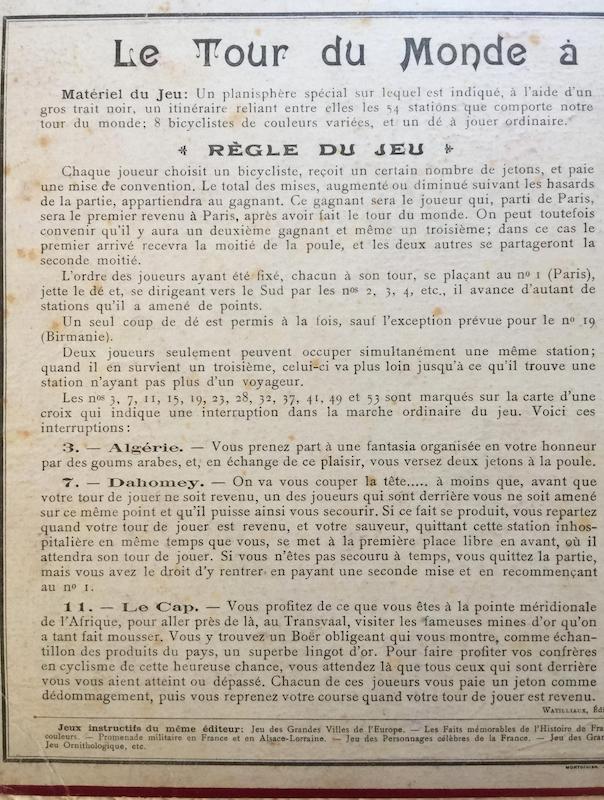 Le Tour du Monde à
Matériel du Jeu: Un planisphère spécial sur lequel est indiqué, à l'aide d'un
gros trait noir, un itinéraire reliant entre elles les 54 stations que comporte notre
tour du monde; 8 bicyclistes de couleurs variées, et un dé à jouer ordinaire.
RÈGLE DU JEU
Chaque joueur choisit un bicycliste, reçoit un certain nombre de jetons, et paie
une mise de convention. Le total des mises, augmenté ou diminué suivant les hasards
de la partie, appartiendra au gagnant. Ce gagnant sera le joueur qui, parti de Paris,
sera le premier revenu à Paris, après avoir fait le tour du monde. On peut toutefois
convenir qu'il y aura un deuxième gagnant et même un troisième; dans ce cas le
premier arrivé recevra la moitié de la poule, et les deux autres se partageront la
seconde moitié.
L'ordre des joueurs ayant été fixé, chacun à son tour, se plaçant au nº 1 (Paris),
jette le dé et, se dirigeant vers le Sud par les nos 2, 3, 4, etc., il avance d'autant de
stations qu'il a amené de points.
Un seul coup de dé est permis à la fois, sauf l'exception prévue pour le nº 19
(Birmanie).
Deux joueurs seulement peuvent occuper simultanément une même station;
quand il en survient un troisième, celui-ci va plus loin jusqu'à ce qu'il trouve une
station n'ayant pas plus d'un voyageur.
Les nos 3, 7, 11, 15, 19, 23, 28, 32, 37, 41, 49 et 53 sont marqués sur la carte d'une
croix qui indique une interruption dans la marche ordinaire du jeu. Voici ces
interruptions:
3. — Algérie. — Vous prenez part à une fantasia organisée en votre honneur
par des goums arabes, et, en échange de ce plaisir, vous versez deux jetons à la poule.
7. — Dahomey. — On va vous couper la tête..... à moins que, avant que
votre tour de jouer ne soit revenu, un des joueurs qui sont derrière vous ne soit amené
sur ce même point et qu'il puisse ainsi vous secourir. Si ce fait se produit, vous repartez
quand votre tour de jouer est revenu, et votre sauveur, quittant cette station inhos-
pitalière en même temps que vous, se met à la première place libre en avant, où il
attendra son tour de jouer. Si vous n'êtes pas secouru à temps, vous quittez la partie,
mais vous avez le droit d'y rentrer en payant une seconde mise et en recommençant
au nº 1.
11. — Le Cap. — Vous profitez de ce que vous êtes à la pointe méridionale
de l'Afrique, pour aller près de là, au Transvaal, visiter les fameuses mines d'or qu'on
a tant fait mousser. Vous y trouvez un Boër obligeant qui vous montre, comme échan-
tillon des produits du pays, un superbe lingot d'or. Pour faire profiter vos confrères
en cyclisme de cette heureuse chance, vous attendez là que tous ceux qui sont derrière
vous vous aient atteint ou dépassé. Chacun de ces joueurs vous paie un jeton comme
dédommagement, puis vous reprenez votre course quand votre tour de jouer est revenu.
WATILLIAUX, Édi
Jeux instructifs du même éditeur: Jeu des Grandes Villes de l'Europe. — Les Faits mémorables de l'Histoire de Fra
couleurs. — Promenade militaire en France et en Alsace-Lorraine. — Jeu des Personnages célèbres de la France. — Jeu des Gran
Jeu Ornithologique, etc.